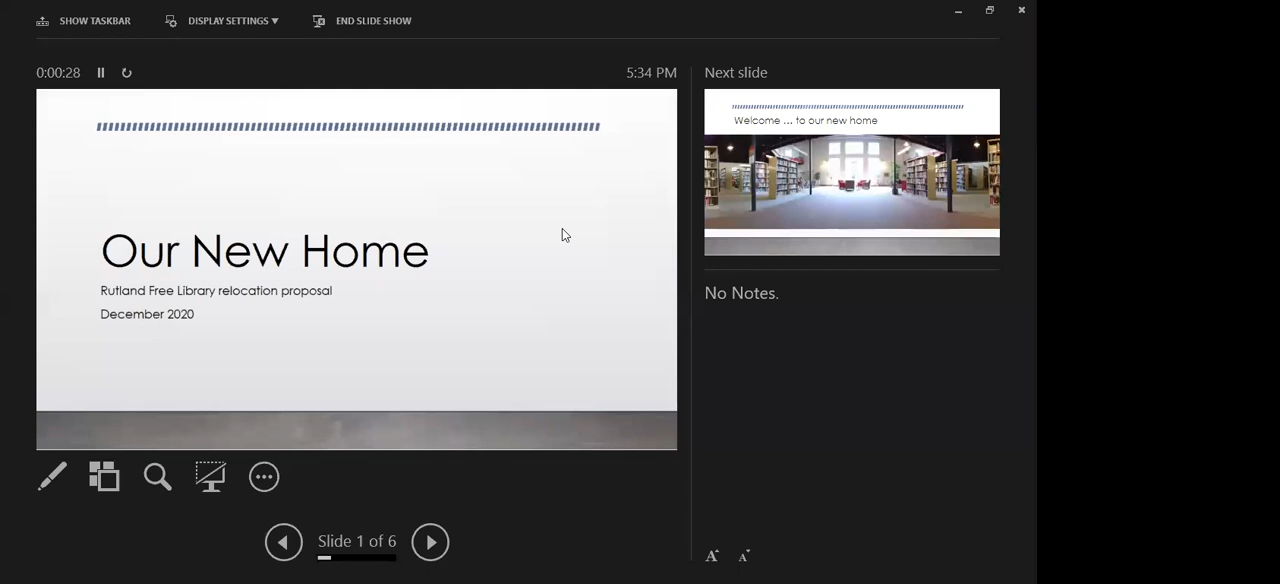 SHOW TASKBAR
DISPLAY SETTINGS ▼
END SLIDE SHOW
0:00:28
5:34 PM
Next slide
Our New Home
Rutland Free Library relocation proposal
December 2020
Welcome ... to our new home
No Notes.
Slide 1 of 6
A
A